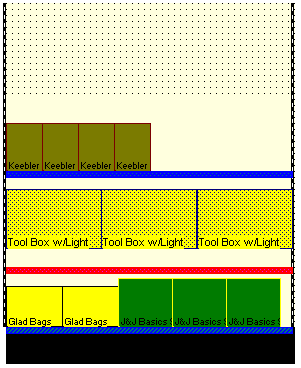 Keebler Keebler Keebler Keebler
Tool Box w/Light Tool Box w/Light Tool Box w/Light
Glad Bags Glad Bags J&J Basics J&J Basics J&J Basics